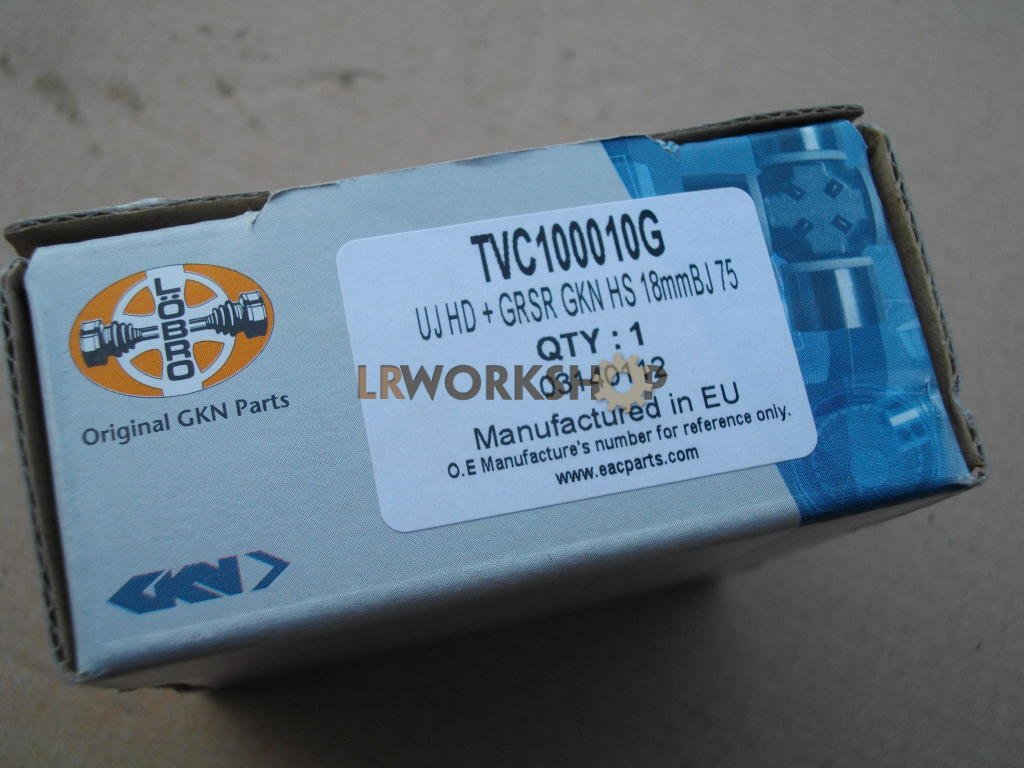 LÖBRO
Original GKN Parts
GKN
TVC100010G
UJ HD + GRSR GKN HS 18mmBJ 75
QTY : 1
03140112
Manufactured in EU
O.E Manufacture's number for reference only.
www.eacparts.com
LRWORKSHOP